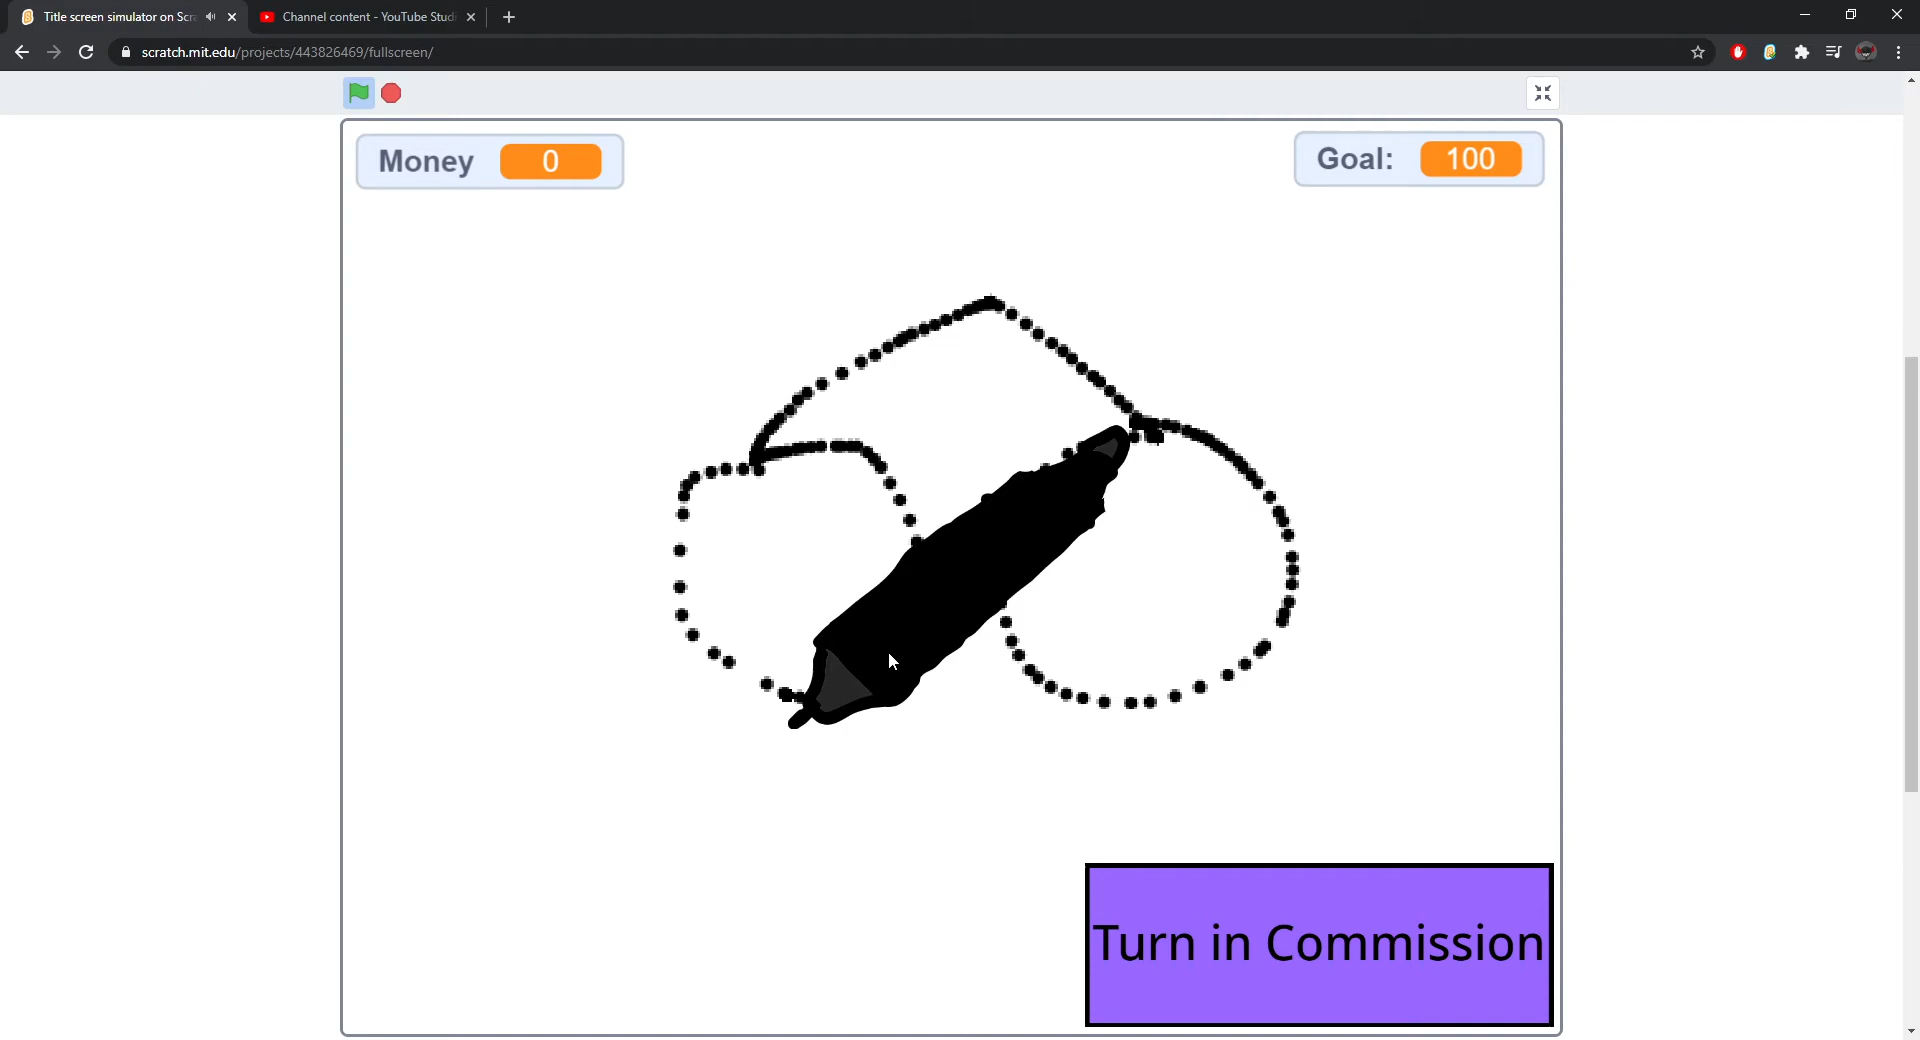 Title screen simulator on Scra
Channel content - YouTube Studi
scratch.mit.edu/projects/443826469/fullscreen/
Money 0
Goal: 100
Turn in Commission